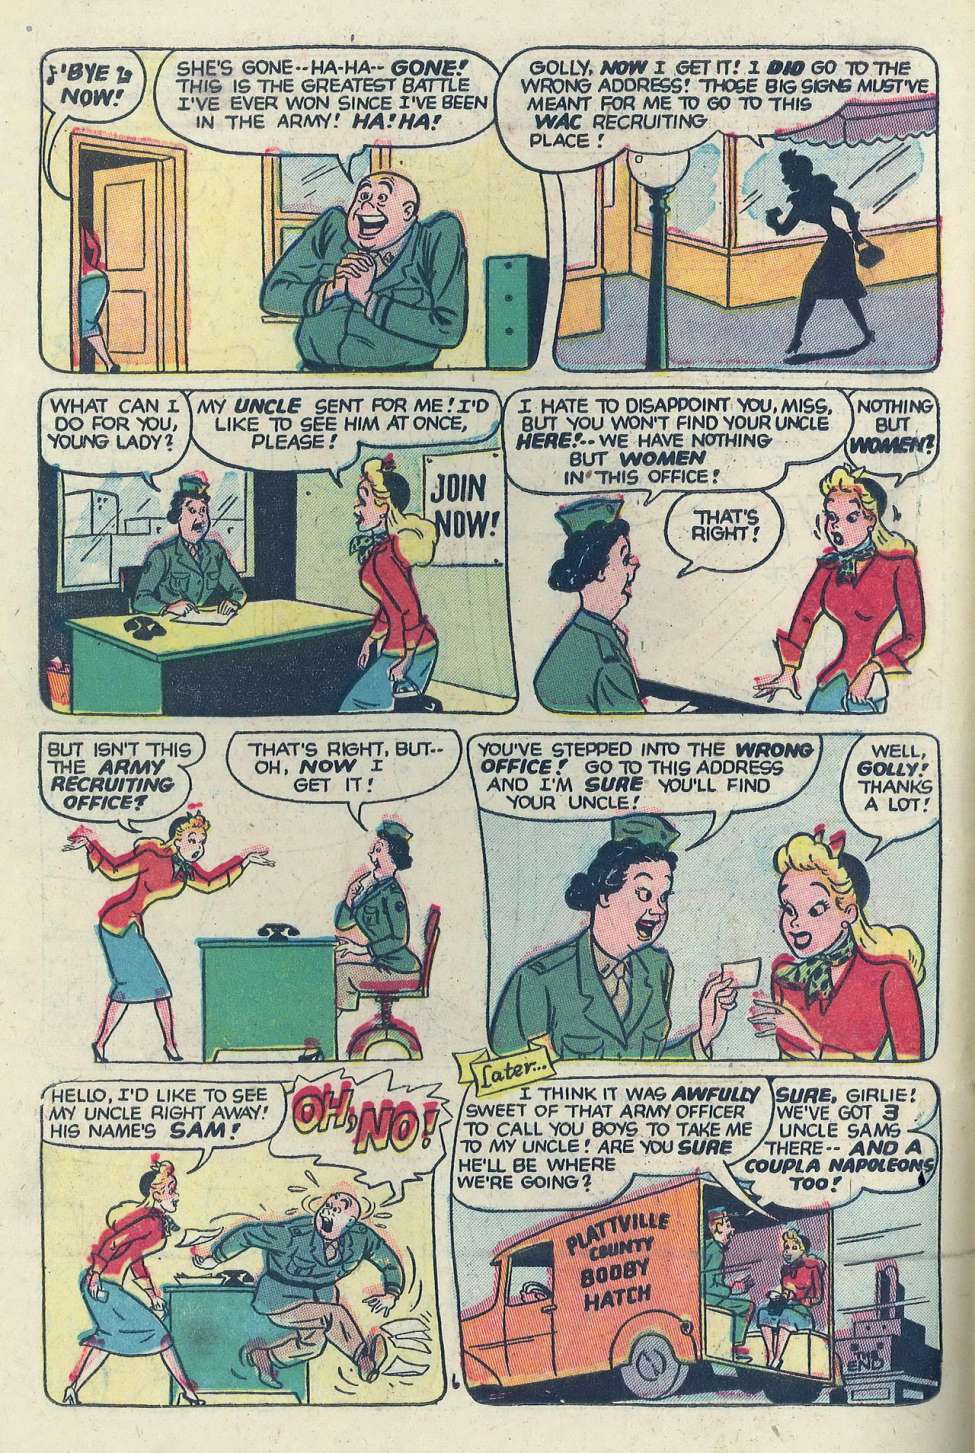 'BYE
NOW!
SHE'S GONE--HA-HA--GONE!
THIS IS THE GREATEST BATTLE
I'VE EVER WON SINCE I'VE BEEN
IN THE ARMY! HA! HA!
GOLLY, NOW I GET IT! I DID GO TO THE
WRONG ADDRESS! THOSE BIG SIGNS MUST'VE
MEANT FOR ME TO GO TO THIS
WAC RECRUITING
PLACE!
WHAT CAN I
DO FOR YOU,
YOUNG LADY?
MY UNCLE SENT FOR ME! I'D
LIKE TO SEE HIM AT ONCE,
PLEASE!
JOIN
NOW!
I HATE TO DISAPPOINT YOU, MISS,
BUT YOU WON'T FIND YOUR UNCLE
HERE!--WE HAVE NOTHING
BUT WOMEN
IN THIS OFFICE!
NOTHING
BUT
WOMEN?
THAT'S
RIGHT!
BUT ISN'T THIS
THE ARMY
RECRUITING
OFFICE?
THAT'S RIGHT, BUT--
OH, NOW I
GET IT!
YOU'VE STEPPED INTO THE WRONG
OFFICE! GO TO THIS ADDRESS
AND I'M SURE YOU'LL FIND
YOUR UNCLE!
WELL,
GOLLY!
THANKS
A LOT!
HELLO, I'D LIKE TO SEE
MY UNCLE RIGHT AWAY!
HIS NAME'S SAM!
OH, NO!
Later...
I THINK IT WAS AWFULLY
SWEET OF THAT ARMY OFFICER
TO CALL YOU BOYS TO TAKE ME
TO MY UNCLE! ARE YOU SURE
HE'LL BE WHERE
WE'RE GOING?
SURE, GIRLIE!
WE'VE GOT 3
UNCLE SAMS
THERE--AND A
COUPLA NAPOLEONS
TOO!
PLATTVILLE
COUNTY
BOOBY
HATCH
THE
END
6